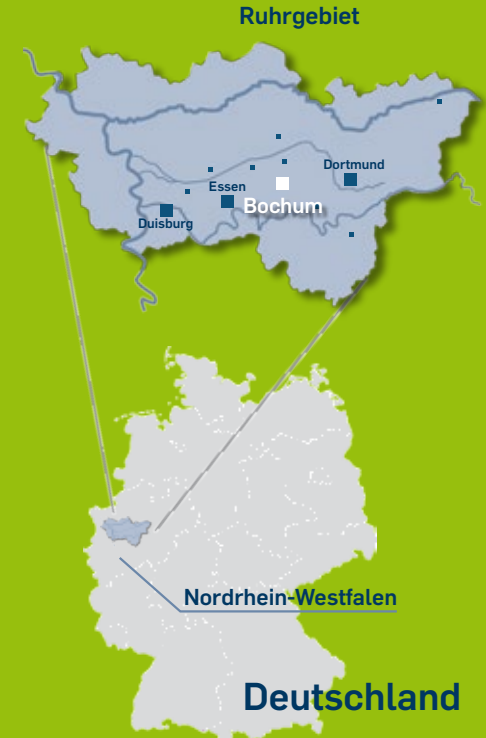 Ruhrgebiet
Dortmund
Essen
Bochum
Duisburg
Nordrhein-Westfalen
Deutschland